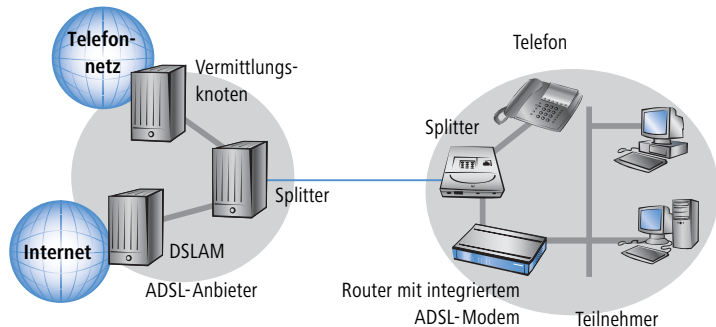 Telefon-
netz
Vermittlungs-
knoten
Splitter
Internet
DSLAM
ADSL-Anbieter
Telefon
Splitter
Router mit integriertem
ADSL-Modem
Teilnehmer